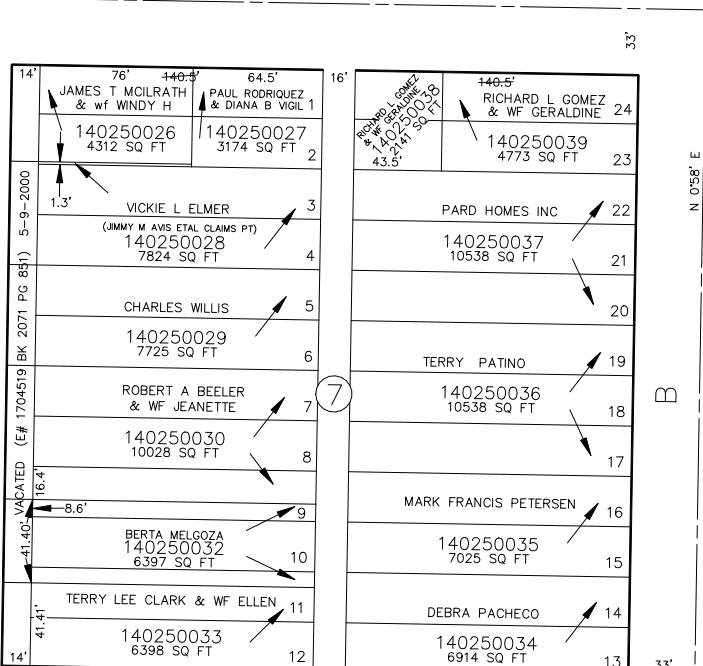 33'
14'
76'
140.5'
64.5'
16'
JAMES T MCILRATH
& wf WINDY H
PAUL RODRIQUEZ
& DIANA B VIGIL 1
140250026
4312 SQ FT
140250027
3174 SQ FT
2
1.3'
VICKIE L ELMER
3
(JIMMY M AVIS ETAL CLAIMS PT)
140250028
7824 SQ FT
4
CHARLES WILLIS
5
140250029
7725 SQ FT
6
ROBERT A BEELER
& WF JEANETTE
7
140250030
10028 SQ FT
8
16.4'
VACATED (E# 1704519 BK 2071 PG 851) 5-9-2000
8.6'
9
41.40'
BERTA MELGOZA
140250032
6397 SQ FT
10
TERRY LEE CLARK & WF ELLEN
11
41.41'
140250033
6398 SQ FT
12
14'
7
RICHARD L GOMEZ
& WF GERALDINE
140250038
2141 SQ FT
43.5'
140.5'
RICHARD L GOMEZ
& WF GERALDINE
24
140250039
4773 SQ FT
23
PARD HOMES INC
22
140250037
10538 SQ FT
21
20
TERRY PATINO
19
140250036
10538 SQ FT
18
17
MARK FRANCIS PETERSEN
16
140250035
7025 SQ FT
15
DEBRA PACHECO
14
140250034
6914 SQ FT
13
N 0°58' E
B
33'